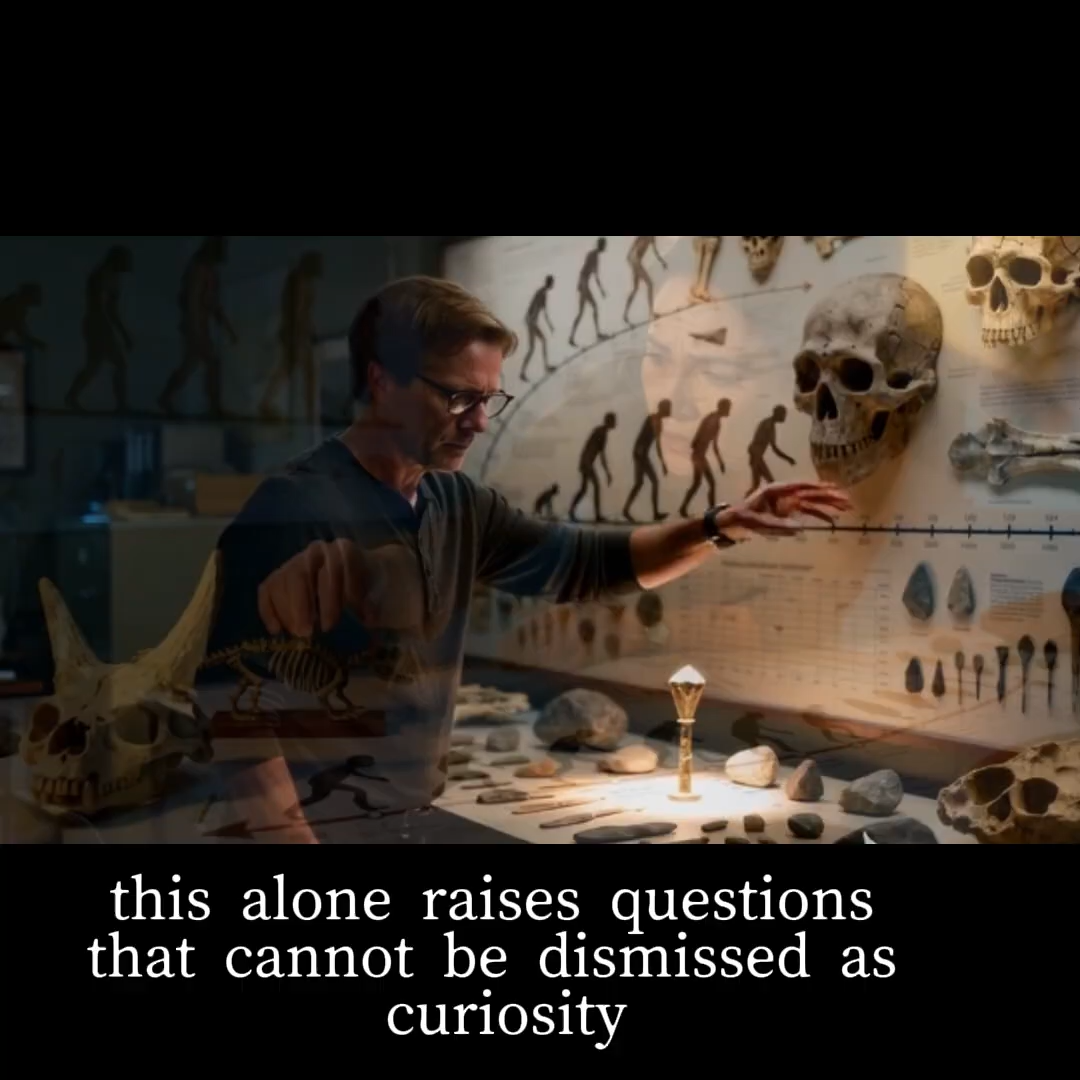 this alone raises questions
that cannot be dismissed as
curiosity